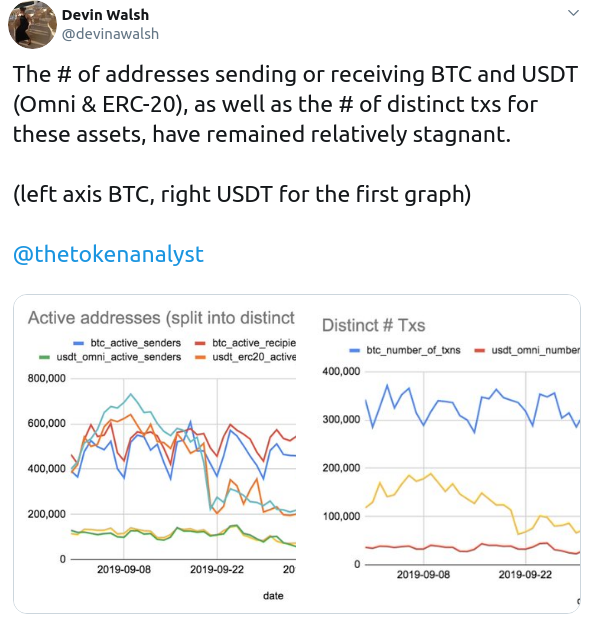 Devin Walsh
@devinawalsh
The # of addresses sending or receiving BTC and USDT
(Omni & ERC-20), as well as the # of distinct txs for
these assets, have remained relatively stagnant.
(left axis BTC, right USDT for the first graph)
@thetokenanalyst
Active addresses (split into distinct
btc_active_senders btc_active_recipie
usdt_omni_active_senders usdt_erc20_active
800,000
600,000
400,000
200,000
0
2019-09-08 2019-09-22 20
date
Distinct # Txs
btc_number_of_txns usdt_omni_number
400,000
300,000
200,000
100,000
0
2019-09-08 2019-09-22